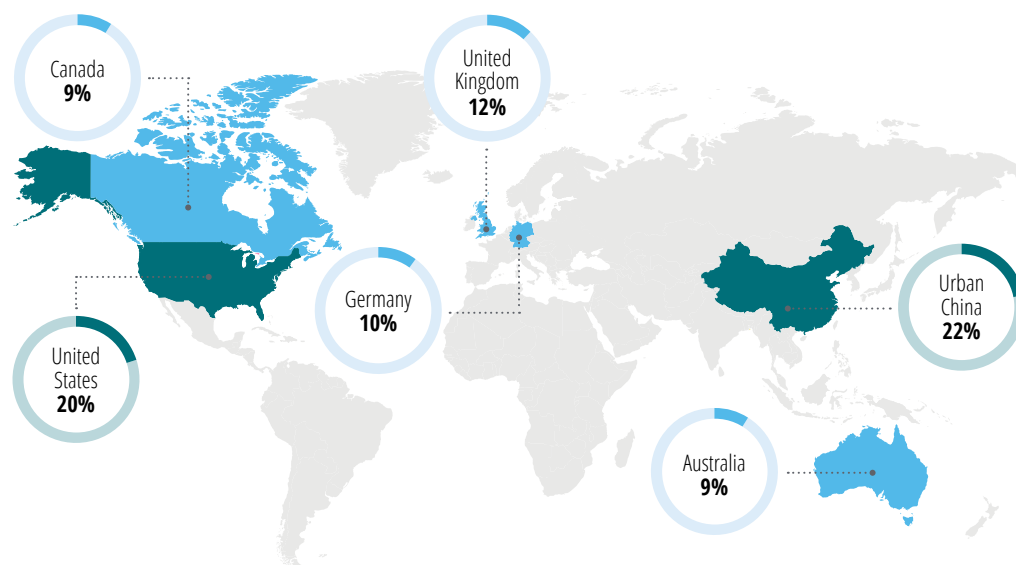 Canada
9%
United
Kingdom
12%
Germany
10%
Urban
China
22%
United
States
20%
Australia
9%